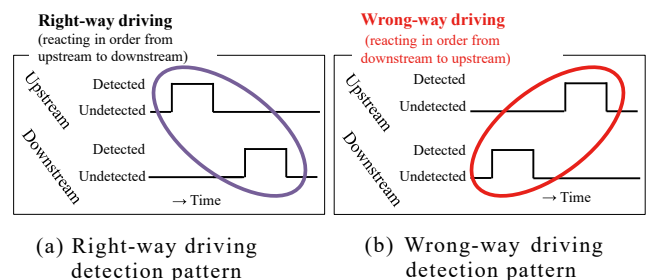 Right-way driving
(reacting in order from
upstream to downstream)
Upstream
Detected
Undetected
Downstream
Detected
Undetected
→ Time
(a) Right-way driving
detection pattern
Wrong-way driving
(reacting in order from
downstream to upstream)
Upstream
Detected
Undetected
Downstream
Detected
Undetected
→ Time
(b) Wrong-way driving
detection pattern